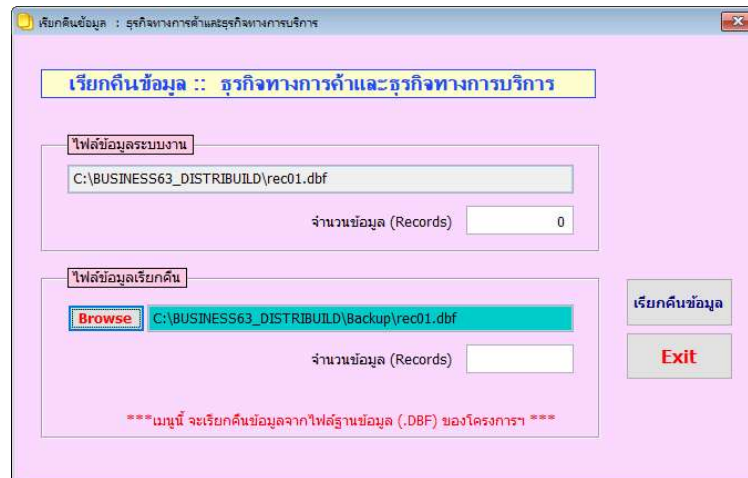 เรียกคืนข้อมูล : ธุรกิจทางการค้าและธุรกิจทางการบริการ
เรียกคืนข้อมูล :: ธุรกิจทางการค้าและธุรกิจทางการบริการ
ไฟล์ข้อมูลระบบงาน
C:\BUSINESS63_DISTRIBUILD\rec01.dbf
จำนวนข้อมูล (Records) 0
ไฟล์ข้อมูลเรียกคืน
Browse C:\BUSINESS63_DISTRIBUILD\Backup\rec01.dbf
เรียกคืนข้อมูล
จำนวนข้อมูล (Records)
Exit
***เมนูนี้ จะเรียกคืนข้อมูลจากไฟล์ฐานข้อมูล (.DBF) ของโครงการฯ ***